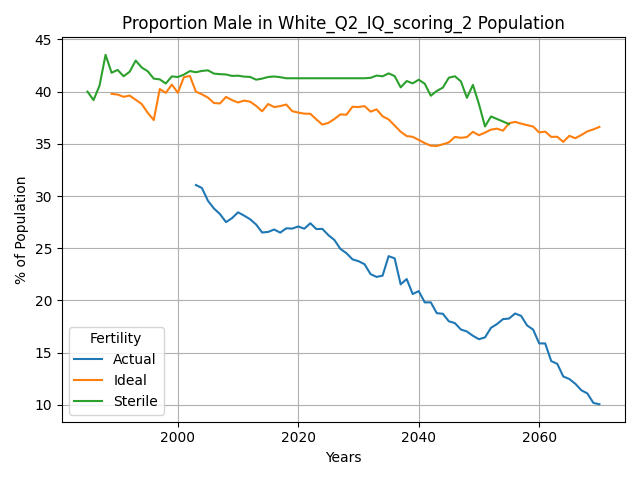 Proportion Male in White_Q2_IQ_scoring_2 Population
% of Population
45
40
35
30
25
20
15
10
Fertility
Actual
Ideal
Sterile
2000
2020
2040
2060
Years